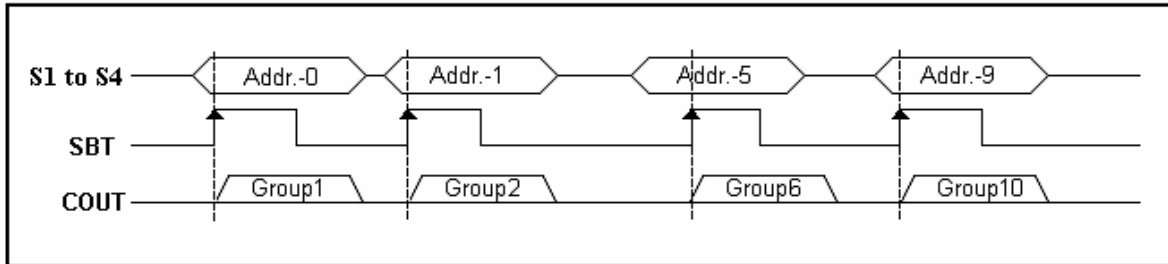 S1 to S4 Addr.-0 Addr.-1 Addr.-5 Addr.-9
SBT
COUT Group1 Group2 Group6 Group10